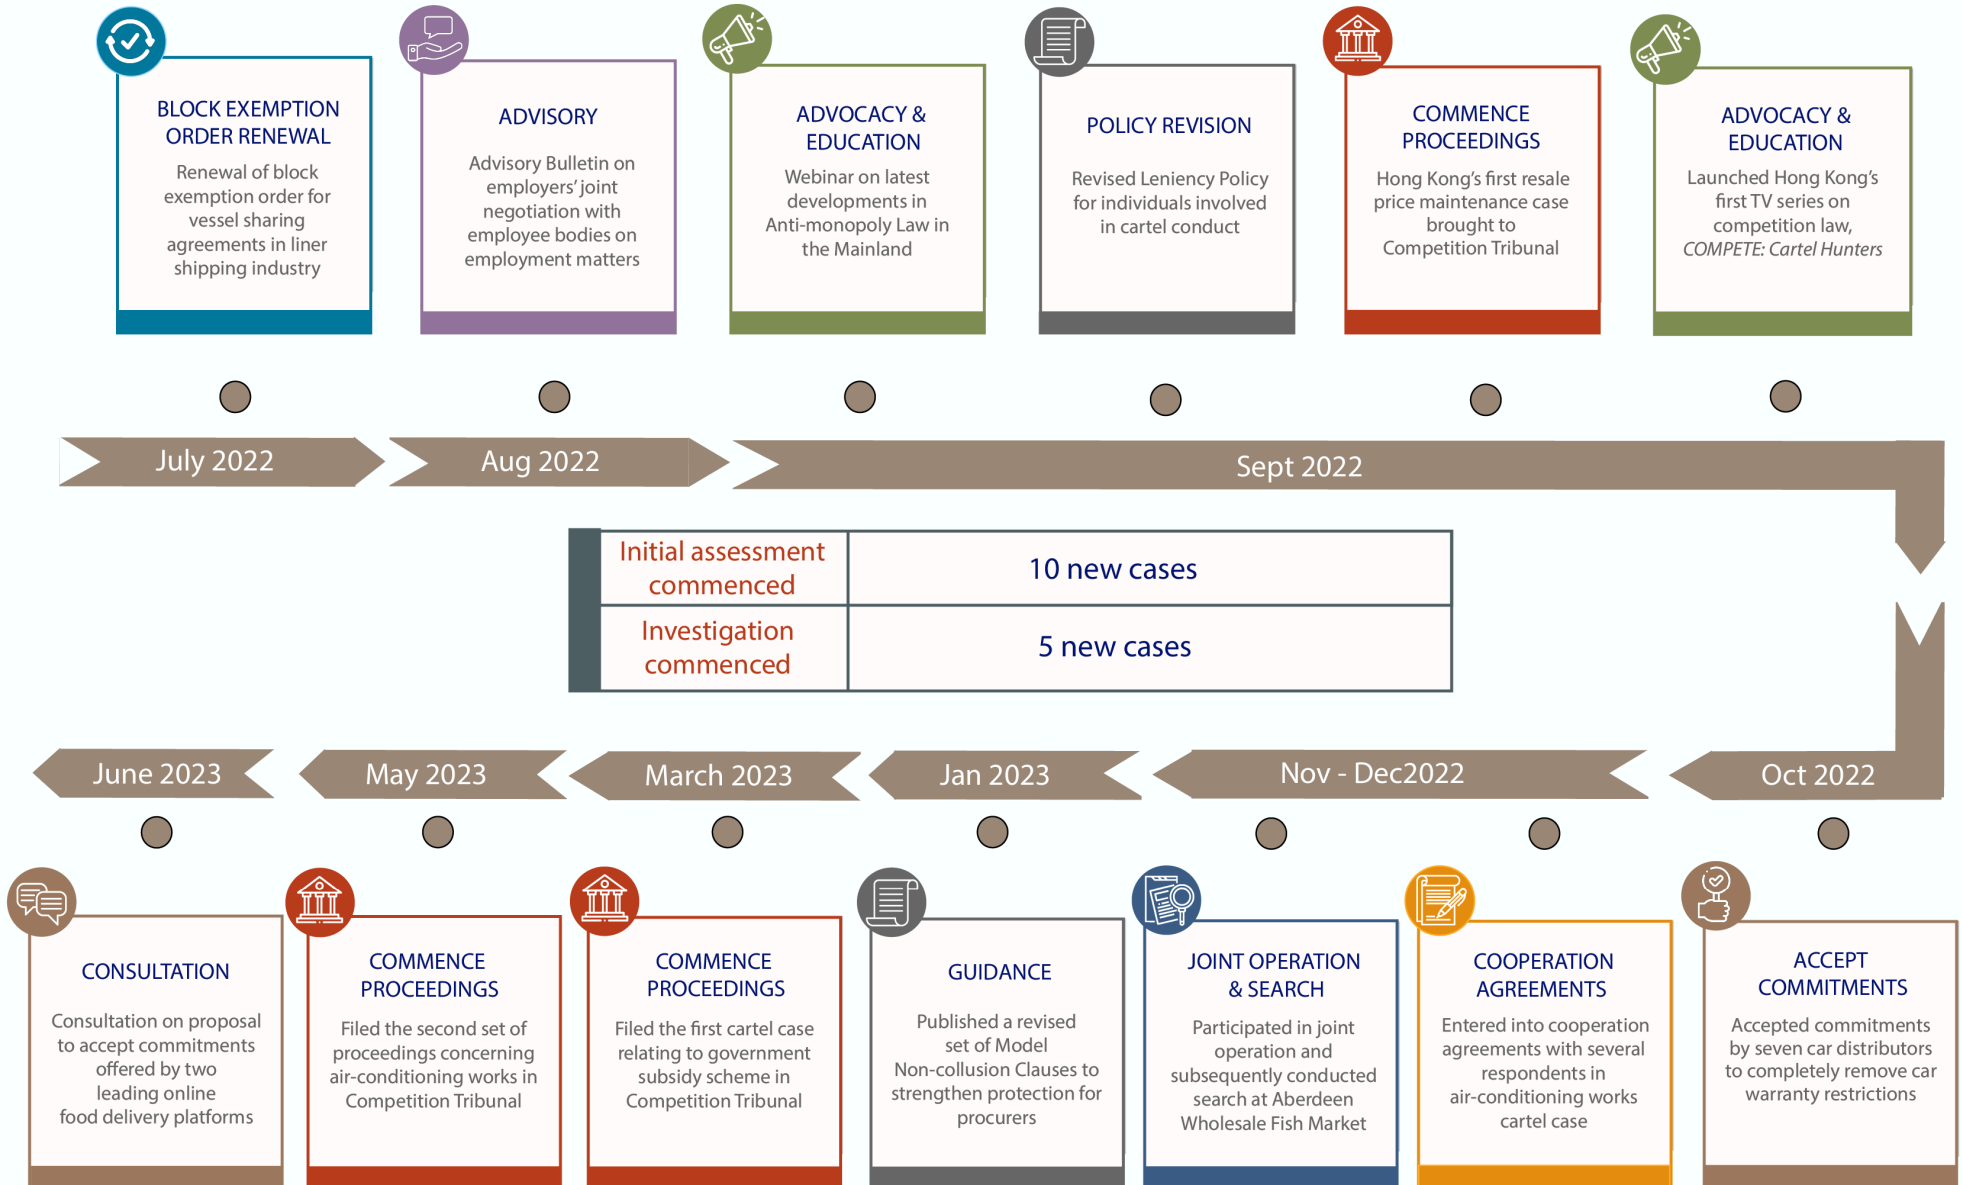 BLOCK EXEMPTION
ORDER RENEWAL
Renewal of block
exemption order for
vessel sharing
agreements in liner
shipping industry
ADVISORY
Advisory Bulletin on
employers’ joint
negotiation with
employee bodies on
employment matters
ADVOCACY &
EDUCATION
Webinar on latest
developments in
Anti-monopoly Law in
the Mainland
POLICY REVISION
Revised Leniency Policy
for individuals involved
in cartel conduct
COMMENCE
PROCEEDINGS
Hong Kong’s first resale
price maintenance case
brought to
Competition Tribunal
ADVOCACY &
EDUCATION
Launched Hong Kong’s
first TV series on
competition law,
COMPETE: Cartel Hunters
July 2022
Aug 2022
Sept 2022
Initial assessment
commenced
10 new cases
Investigation
commenced
5 new cases
June 2023
May 2023
March 2023
Jan 2023
Nov - Dec2022
Oct 2022
CONSULTATION
Consultation on proposal
to accept commitments
offered by two
leading online
food delivery platforms
COMMENCE
PROCEEDINGS
Filed the second set of
proceedings concerning
air-conditioning works in
Competition Tribunal
COMMENCE
PROCEEDINGS
Filed the first cartel case
relating to government
subsidy scheme in
Competition Tribunal
GUIDANCE
Published a revised
set of Model
Non-collusion Clauses to
strengthen protection for
procurers
JOINT OPERATION
& SEARCH
Participated in joint
operation and
subsequently conducted
search at Aberdeen
Wholesale Fish Market
COOPERATION
AGREEMENTS
Entered into cooperation
agreements with several
respondents in
air-conditioning works
cartel case
ACCEPT
COMMITMENTS
Accepted commitments
by seven car distributors
to completely remove car
warranty restrictions